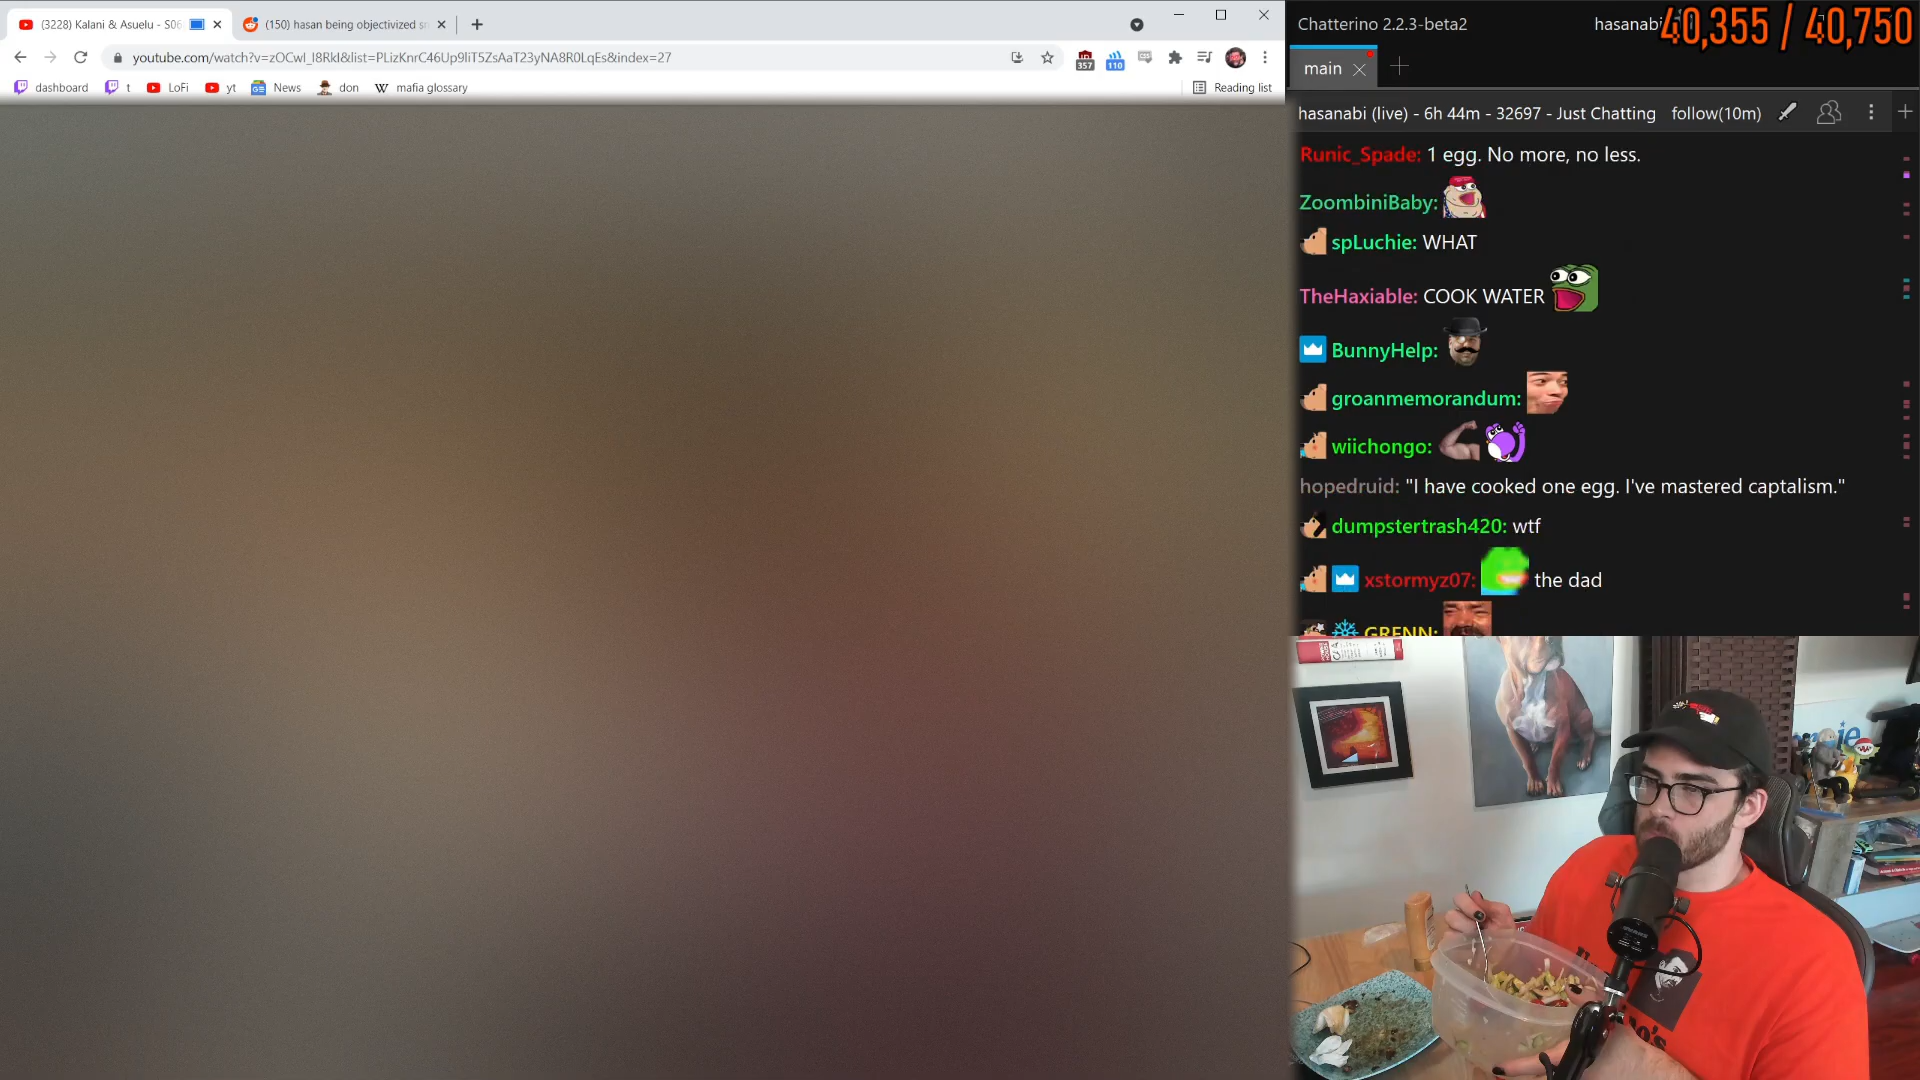 (3228) Kalani & Asuelu - S06
(150) hasan being objectivized
youtube.com/watch?v=zOCwI_I8RkI&list=PLizKnrC46Up9liT5ZsAaT23yNA8R0LqEs&index=27
357
110
dashboard
t
LoFi
yt
News
don
mafia glossary
Reading list
Chatterino 2.2.3-beta2
hasanabi
40,355 / 40,750
main
hasanabi (live) - 6h 44m - 32697 - Just Chatting
follow(10m)
Runic_Spade: 1 egg. No more, no less.
ZoombiniBaby:
spLuchie: WHAT
TheHaxiable: COOK WATER
BunnyHelp:
groanmemorandum:
wiichongo:
hopedruid: "I have cooked one egg. I've mastered captalism."
dumpstertrash420: wtf
xstormyz07: the dad
GRENN: